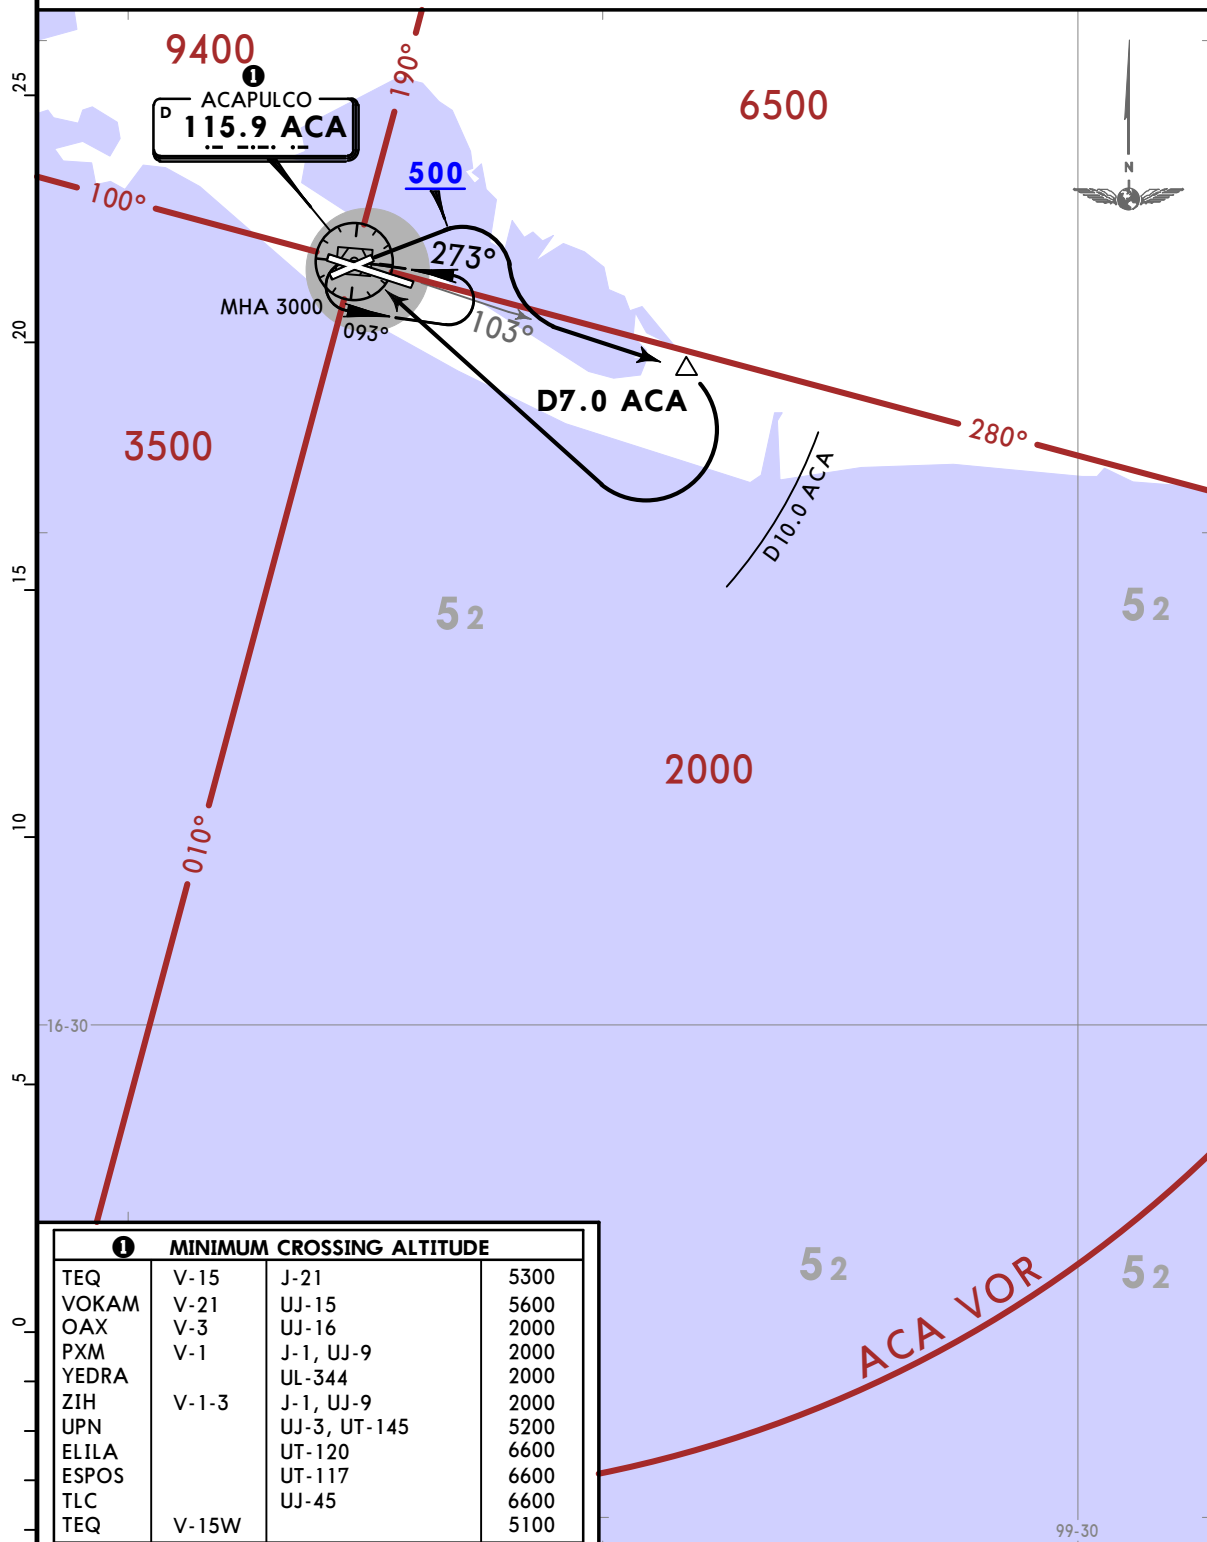 9400
❶
ACAPULCO
D 115.9 ACA
190°
6500
25
N
500
100°
273°
MHA 3000
093°
103°
20
D7.0 ACA
280°
3500
D10.0 ACA
15
52
52
2000
10
010°
16-30
5
❶ MINIMUM CROSSING ALTITUDE
TEQ V-15 J-21 5300
VOKAM V-21 UJ-15 5600
OAX V-3 UJ-16 2000
PXM V-1 J-1, UJ-9 2000
YEDRA UL-344 2000
ZIH V-1-3 J-1, UJ-9 2000
UPN UJ-3, UT-145 5200
ELILA UT-120 6600
ESPOS UT-117 6600
TLC UJ-45 6600
TEQ V-15W 5100
0
52
52
ACA VOR
99-30